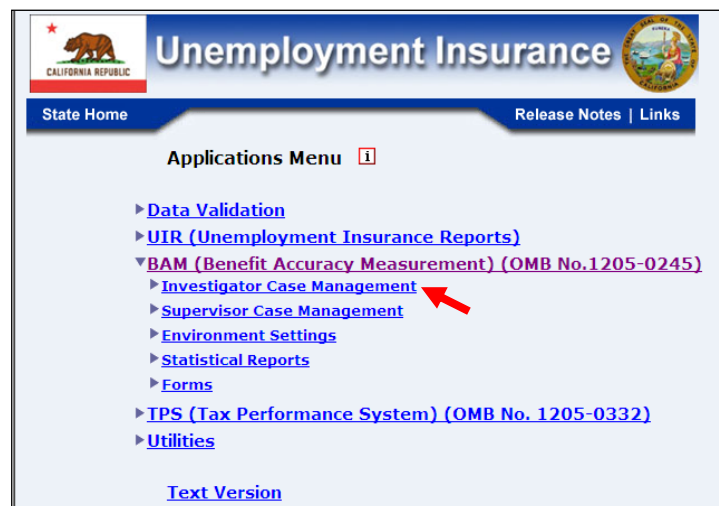 CALIFORNIA REPUBLIC
Unemployment Insurance
State Home
Release Notes | Links
Applications Menu i
Data Validation
UIR (Unemployment Insurance Reports)
BAM (Benefit Accuracy Measurement) (OMB No.1205-0245)
Investigator Case Management
Supervisor Case Management
Environment Settings
Statistical Reports
Forms
TPS (Tax Performance System) (OMB No. 1205-0332)
Utilities
Text Version